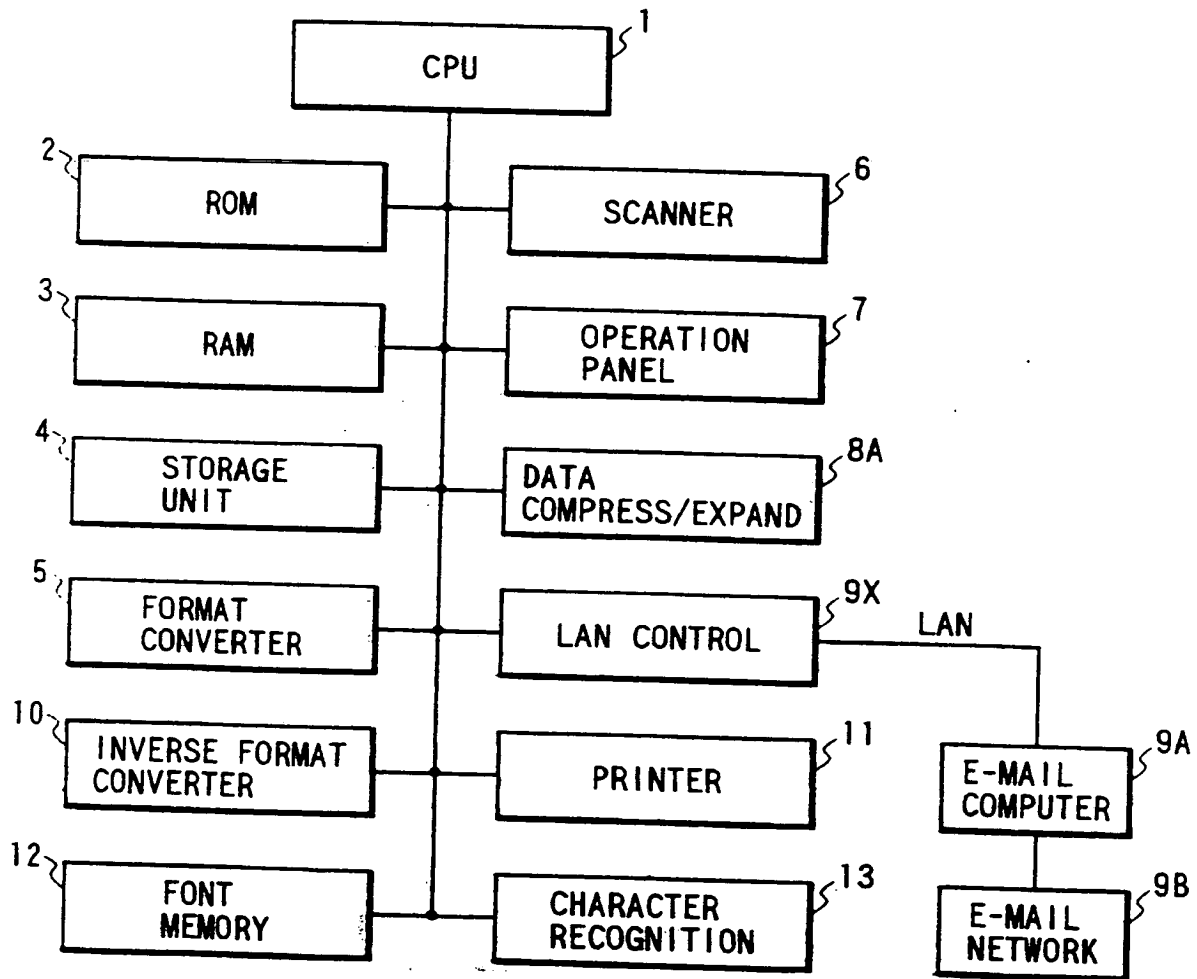 1
CPU
2
ROM
6
SCANNER
3
RAM
7
OPERATION
PANEL
4
STORAGE
UNIT
8A
DATA
COMPRESS/EXPAND
5
FORMAT
CONVERTER
9X
LAN CONTROL
LAN
10
INVERSE FORMAT
CONVERTER
11
PRINTER
9A
E-MAIL
COMPUTER
12
FONT
MEMORY
13
CHARACTER
RECOGNITION
9B
E-MAIL
NETWORK